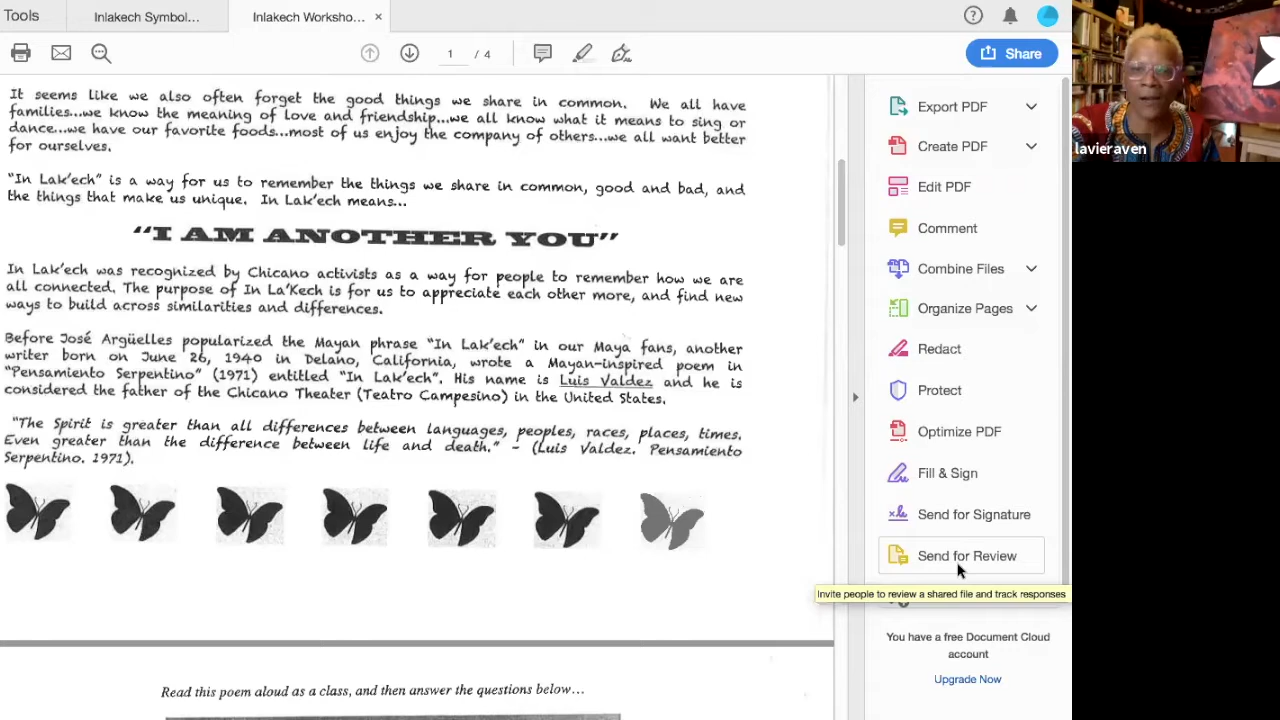 Tools
Inlakech Symbol...
Inlakech Worksho... ×
1 / 4
Share
lavieraven
It seems like we also often forget the good things we share in common. We all have
families...we know the meaning of love and friendship...we all know what it means to sing or
dance...we have our favorite foods...most of us enjoy the company of others...we all want better
for ourselves.
"In Lak'ech" is a way for us to remember the things we share in common, good and bad, and
the things that make us unique. In Lak'ech means...
"I AM ANOTHER YOU"
In Lak'ech was recognized by Chicano activists as a way for people to remember how we are
all connected. The purpose of In La'Kech is for us to appreciate each other more, and find new
ways to build across similarities and differences.
Before José Argüelles popularized the Mayan phrase "In Lak'ech" in our Maya fans, another
writer born on June 26, 1940 in Delano, California, wrote a Mayan-inspired poem in
"Pensamiento Serpentino" (1971) entitled "In Lak'ech". His name is Luis Valdez and he is
considered the father of the Chicano Theater (Teatro Campesino) in the United States.
"The Spirit is greater than all differences between languages, peoples, races, places, times.
Even greater than the difference between life and death." - (Luis Valdez. Pensamiento
Serpentino. 1971).
Read this poem aloud as a class, and then answer the questions below...
Export PDF
Create PDF
Edit PDF
Comment
Combine Files
Organize Pages
Redact
Protect
Optimize PDF
Fill & Sign
Send for Signature
Send for Review
Invite people to review a shared file and track responses
You have a free Document Cloud
account
Upgrade Now